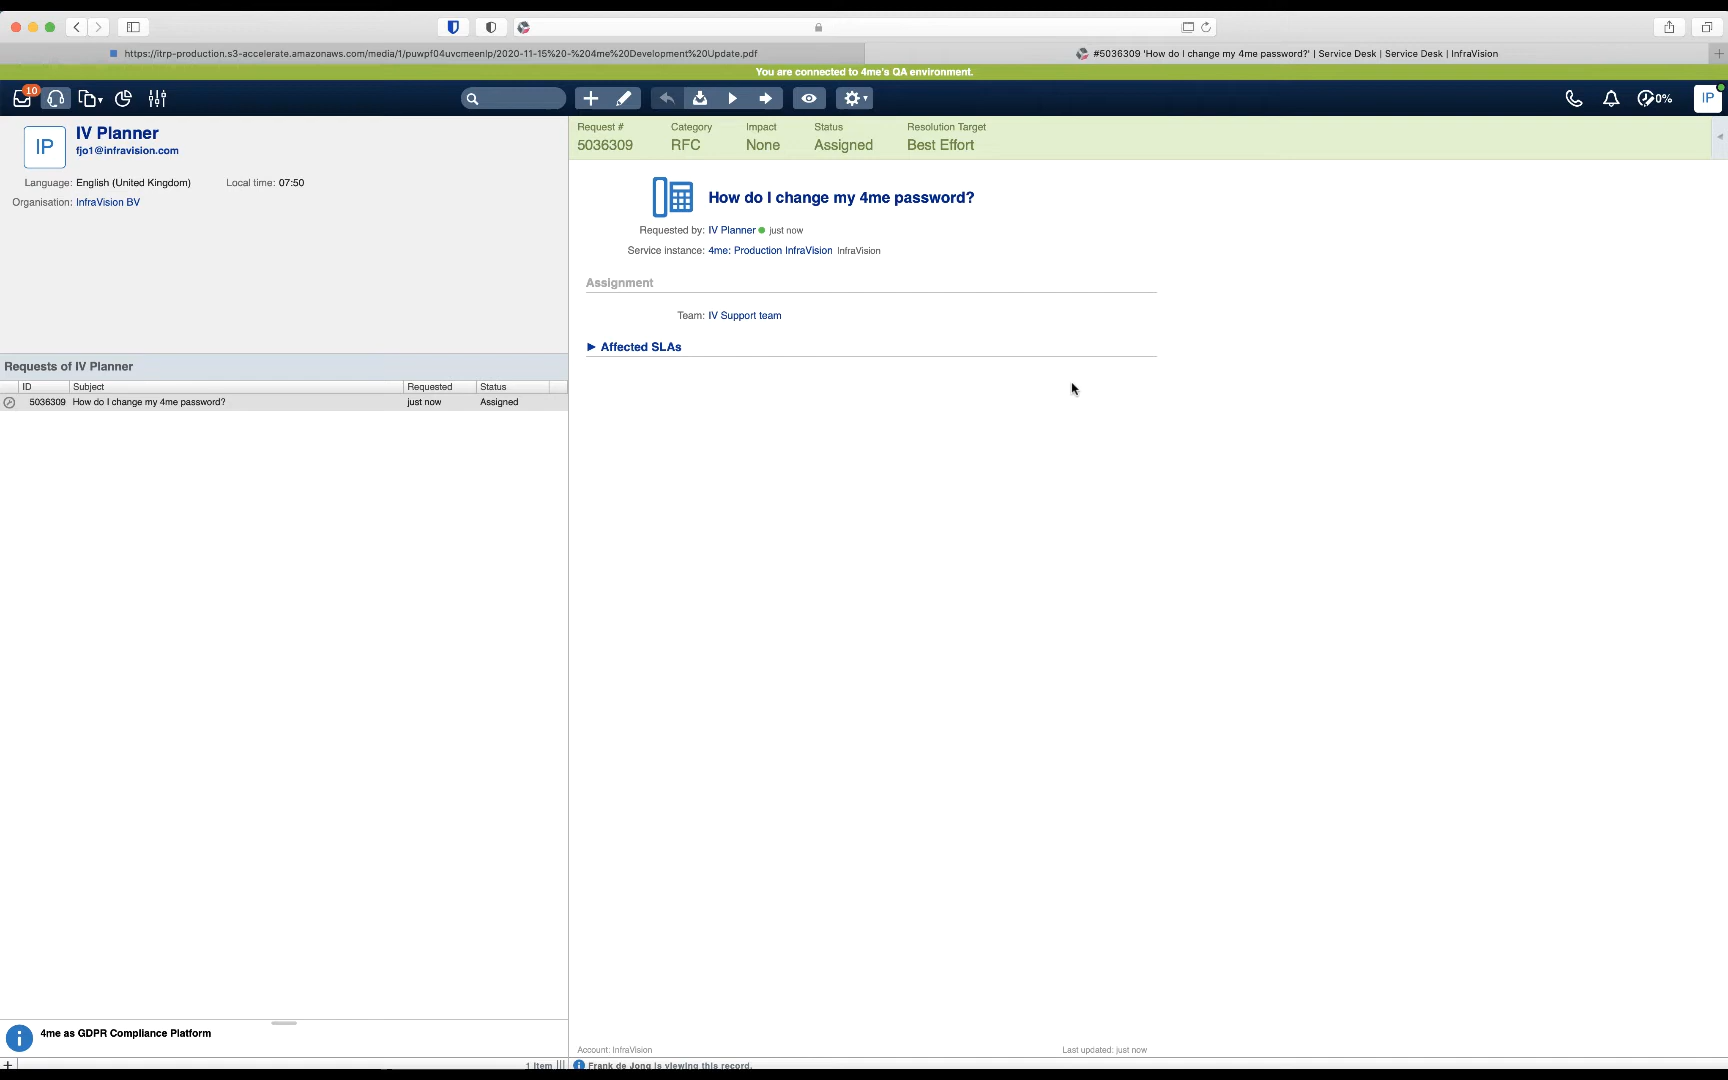 https://itrp-production.s3-accelerate.amazonaws.com/media/1/puwpf04uvcmeenlp/2020-11-15%20-%204me%20Development%20Update.pdf
#5036309 'How do I change my 4me password?' | Service Desk | Service Desk | InfraVision
You are connected to 4me's QA environment.
10
0%
IP
IP
IV Planner
fjo1@infravision.com
Language: English (United Kingdom) Local time: 07:50
Organisation: InfraVision BV
Requests of IV Planner
ID Subject Requested Status
5036309 How do I change my 4me password? just now Assigned
4me as GDPR Compliance Platform
1 item
Request # Category Impact Status Resolution Target
5036309 RFC None Assigned Best Effort
How do I change my 4me password?
Requested by: IV Planner just now
Service instance: 4me: Production InfraVision InfraVision
Assignment
Team: IV Support team
Affected SLAs
Account: InfraVision Last updated: just now
Frank de Jong is viewing this record.